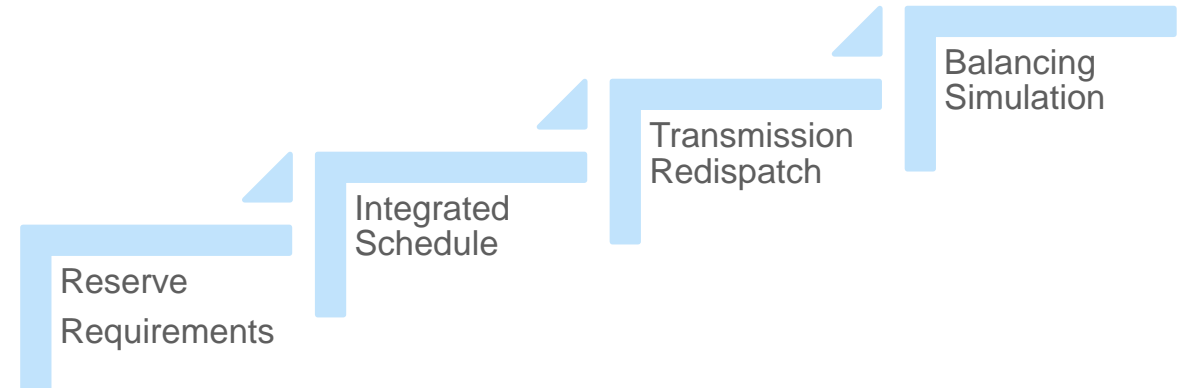 Reserve
Requirements
Integrated
Schedule
Transmission
Redispatch
Balancing
Simulation